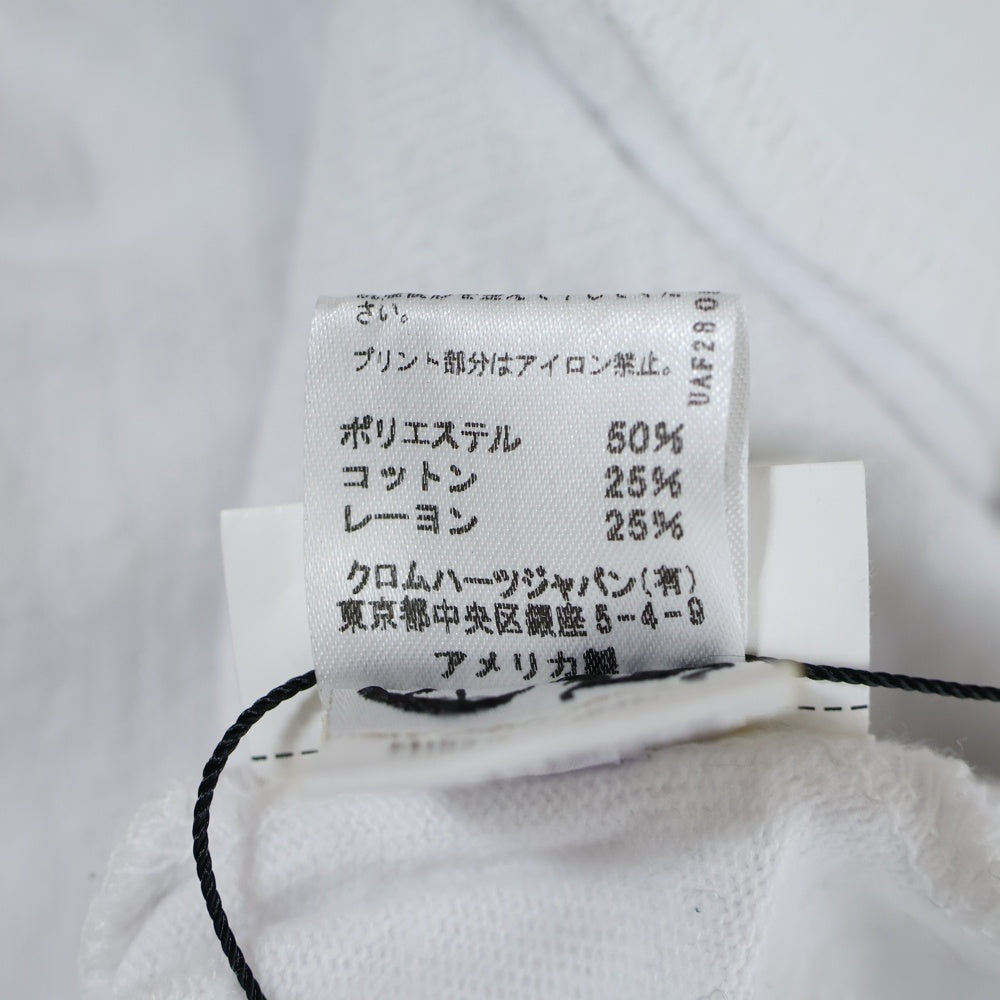 さい。
プリント部分はアイロン禁止。
UAF28 0
ポリエステル 50%
コットン 25%
レーヨン 25%
クロムハーツジャパン(有)
東京都中央区銀座5-4-9
アメリカ製